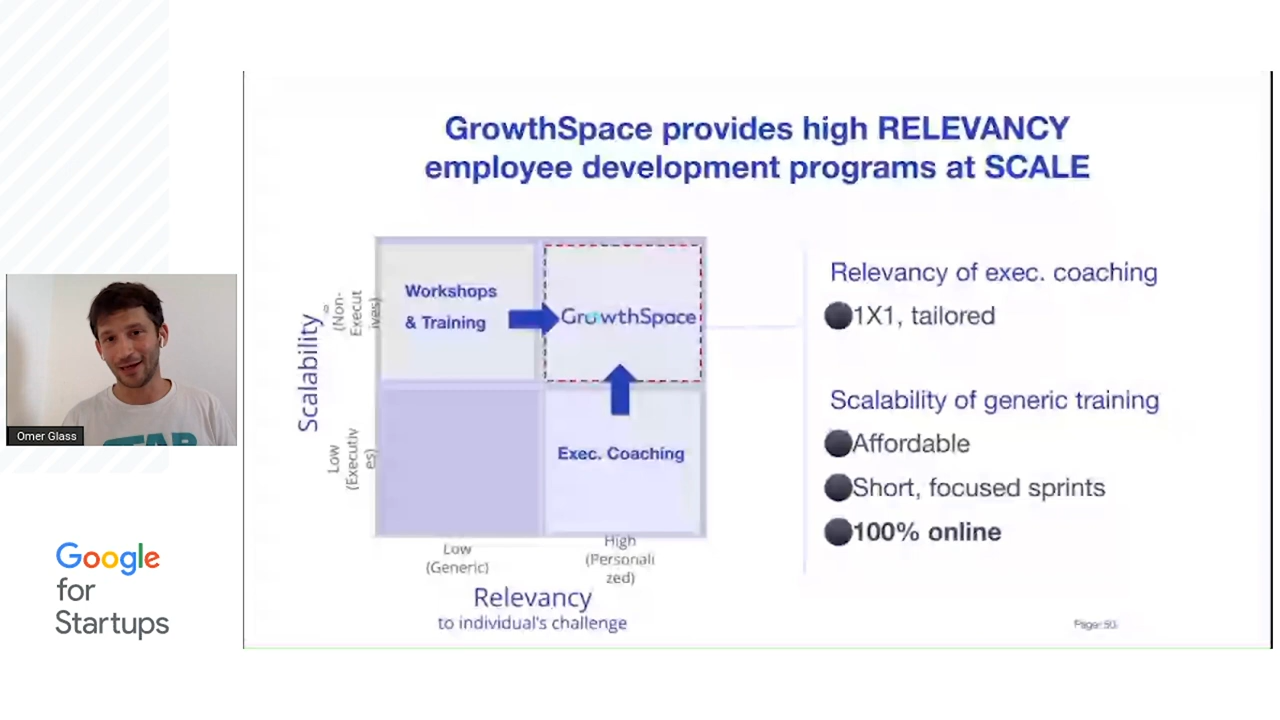 GrowthSpace provides high RELEVANCY
employee development programs at SCALE
Scalability
(Non-
Execut
ives)
Low
(Executiv
es)
Workshops
& Training
GrowthSpace
Exec. Coaching
Low
(Generic)
High
(Personali
zed)
Relevancy
to individual's challenge
Relevancy of exec. coaching
1X1, tailored
Scalability of generic training
Affordable
Short, focused sprints
100% online
Omer Glass
Google
for
Startups